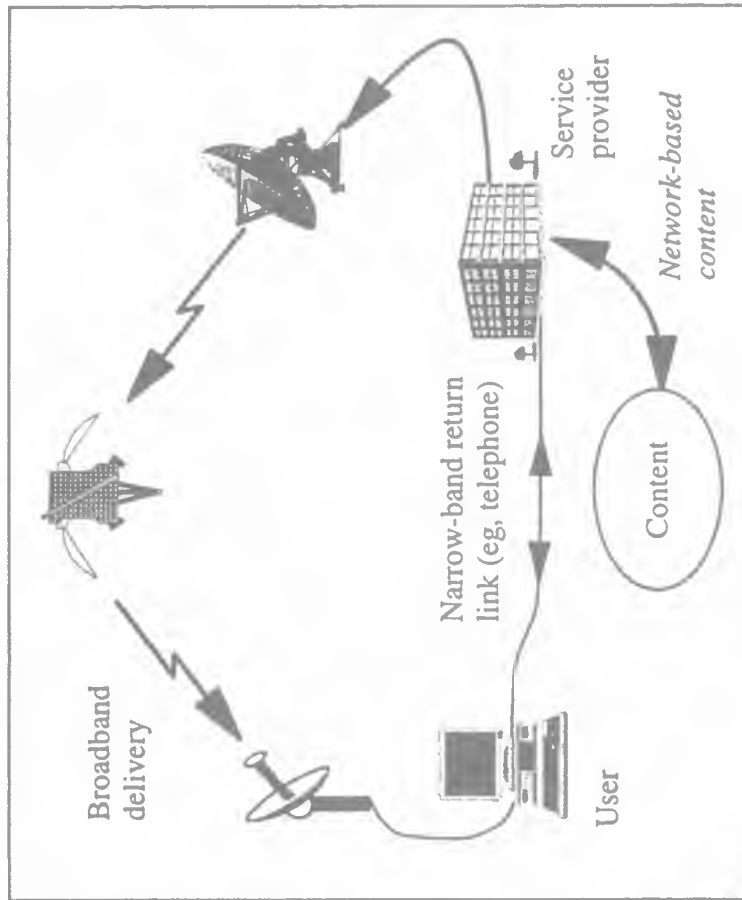 Broadband
delivery
Narrow-band return
link (eg, telephone)
Service
provider
User
Content
Network-based
content